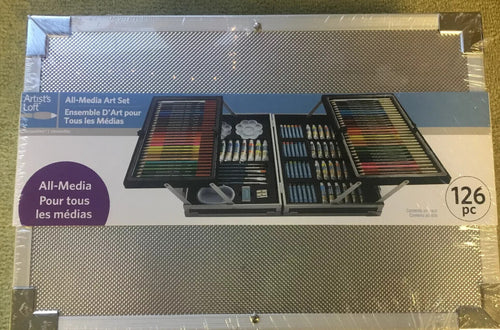 Artist's
Loft
All-Media Art Set
Ensemble D'Art pour
Tous les Médias
All-Media
Pour tous
les médias
126
pc